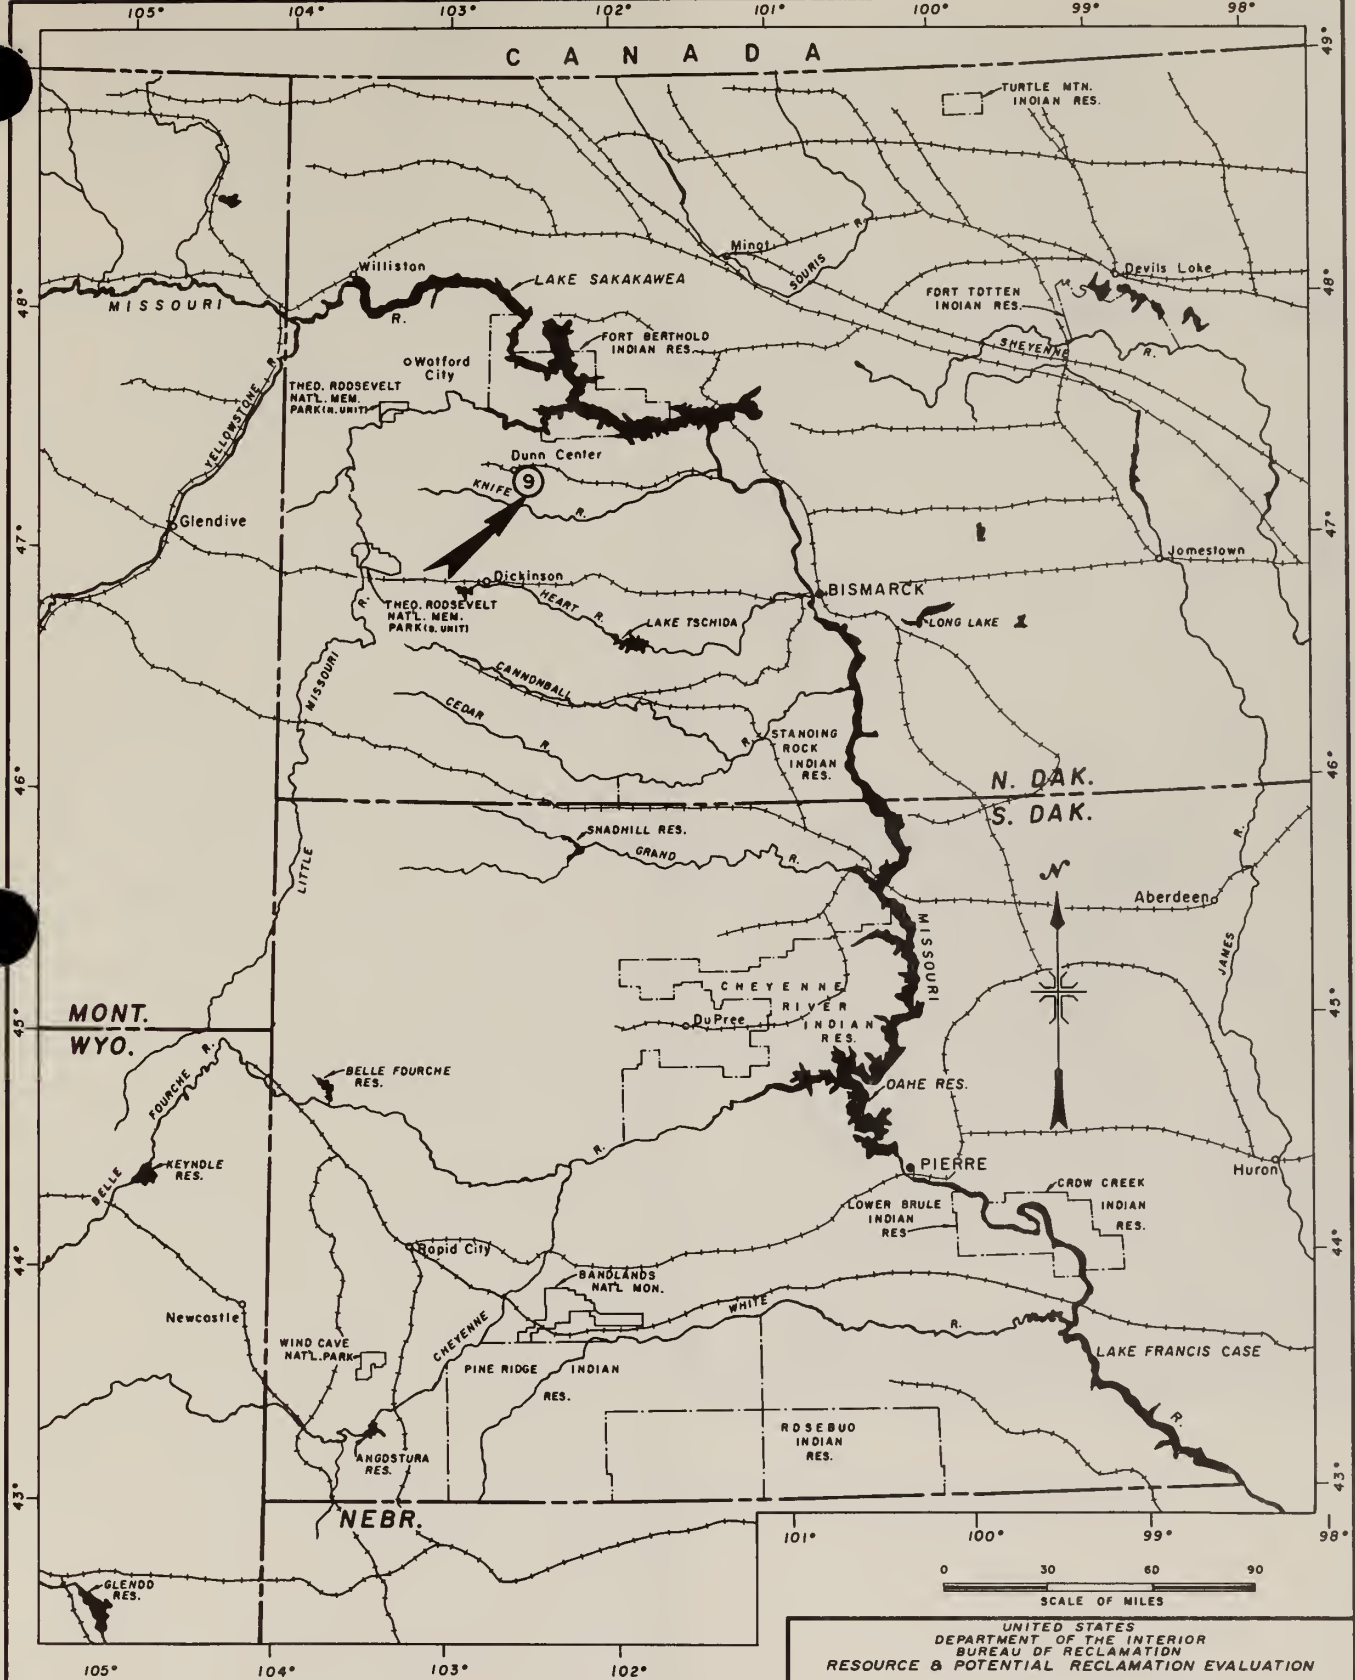 105° 104° 103° 102° 101° 100° 99° 98°
49°
C A N A D A
TURTLE MTN.
INDIAN RES.
Minot
SOURIS
R.
Williston
LAKE SAKAKAWEA
Devils Lake
FORT TOTTEN
INDIAN RES.
48°
48°
MISSOURI
R.
FORT BERTHOLD
INDIAN RES.
SHEYENNE
R.
Watford
City
THEO. ROOSEVELT
NAT'L. MEM.
PARK (N. UNIT)
YELLOWSTONE
R.
Dunn Center
9
KNIFE
R.
Glendive
47°
47°
Jamestown
Dickinson
BISMARCK
THEO. ROOSEVELT
NAT'L. MEM.
PARK (S. UNIT)
R.
HEART
R.
LAKE TSCHIDA
LONG LAKE
MISSOURI
CANNONBALL
CEDAR
R.
R.
STANDING
ROCK
INDIAN
RES.
46°
46°
N. DAK.
S. DAK.
SNADHILL RES.
GRAND
R.
R.
LITTLE
N
Aberdeen
MISSOURI
JAMES
CHEYENNE
RIVER
INDIAN
RES.
DuPree
MONT.
WYO.
45°
45°
R.
FOURCHE
BELLE FOURCHE
RES.
OAHE RES.
R.
KEYHOLE
RES.
BELLE
PIERRE
Huron
CROW CREEK
INDIAN
RES.
LOWER BRULE
INDIAN
RES
44°
44°
Rapid City
BANDLANDS
NAT'L MON.
Newcastle
WHITE
R.
WIND CAVE
NAT'L. PARK
CHEYENNE
PINE RIDGE INDIAN
RES.
LAKE FRANCIS CASE
R.
ROSEBUD
INDIAN
RES.
ANGOSTURA
RES.
43°
43°
NEBR.
101° 100° 99° 98°
GLENDO
RES.
0 30 60 90
SCALE OF MILES
UNITED STATES
DEPARTMENT OF THE INTERIOR
BUREAU OF RECLAMATION
RESOURCE & POTENTIAL RECLAMATION EVALUATION
105° 104° 103° 102°